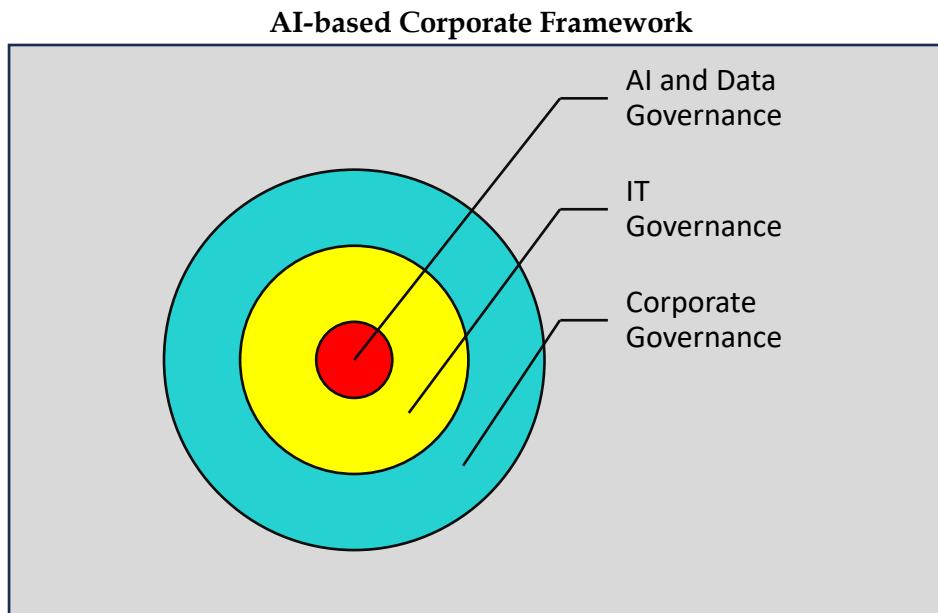 AI-based Corporate Framework
AI and Data
Governance
IT
Governance
Corporate
Governance